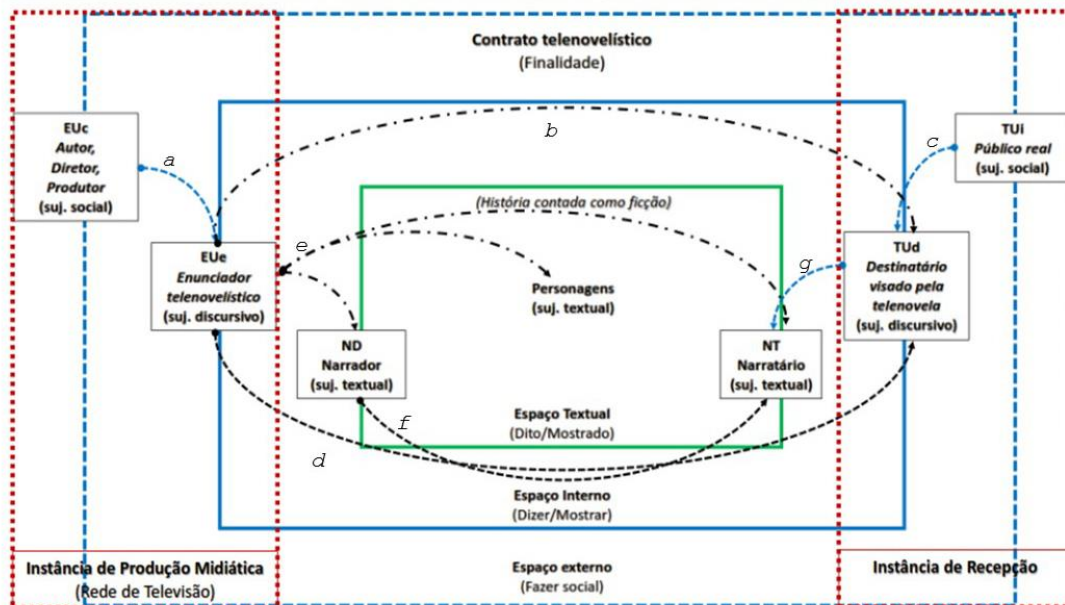 Contrato telenovelístico
(Finalidade)
EUc
Autor,
Diretor,
Produtor
(suj. social)
a
b
c
TUi
Público real
(suj. social)
(História contada como ficção)
e
EUe
Enunciador
telenovelístico
(suj. discursivo)
Personagens
(suj. textual)
g
TUd
Destinatário
visado pela
telenovela
(suj. discursivo)
ND
Narrador
(suj. textual)
NT
Narratário
(suj. textual)
f
Espaço Textual
(Dito/Mostrado)
d
Espaço Interno
(Dizer/Mostrar)
Instância de Produção Midiática
(Rede de Televisão)
Espaço externo
(Fazer social)
Instância de Recepção